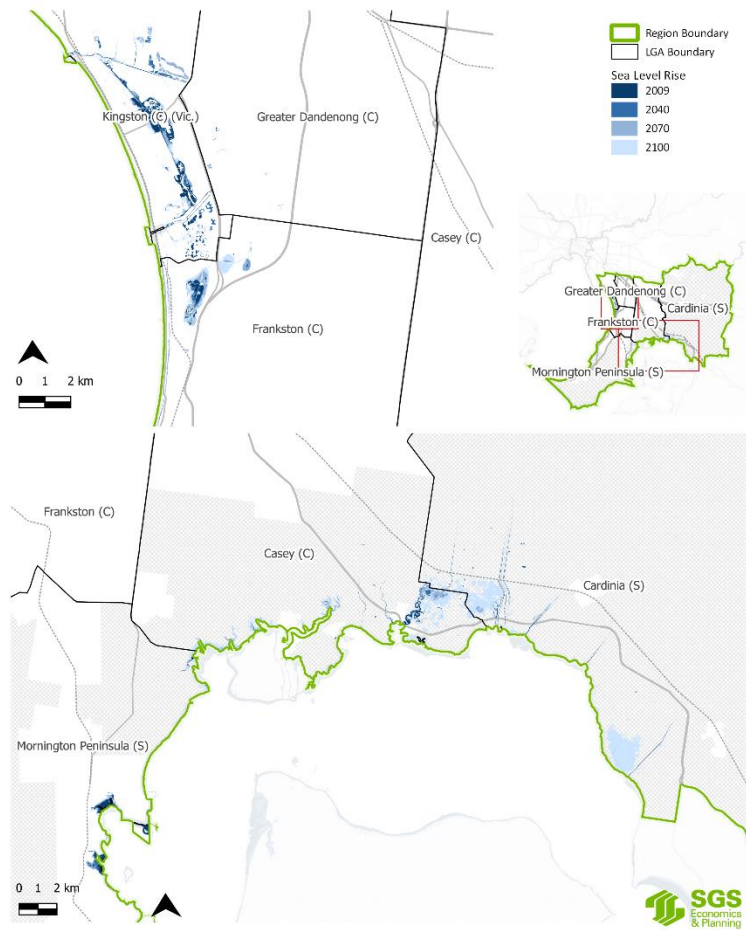 Region Boundary
LGA Boundary
Sea Level Rise
2009
2040
2070
2100
Kingston (C) (Vic.)
Greater Dandenong (C)
Casey (C)
Frankston (C)
0 1 2 km
Greater Dandenong (C)
Cardinia (S)
Frankston (C)
Mornington Peninsula (S)
Frankston (C)
Casey (C)
Cardinia (S)
Mornington Peninsula (S)
0 1 2 km
SGS
Economics
& Planning